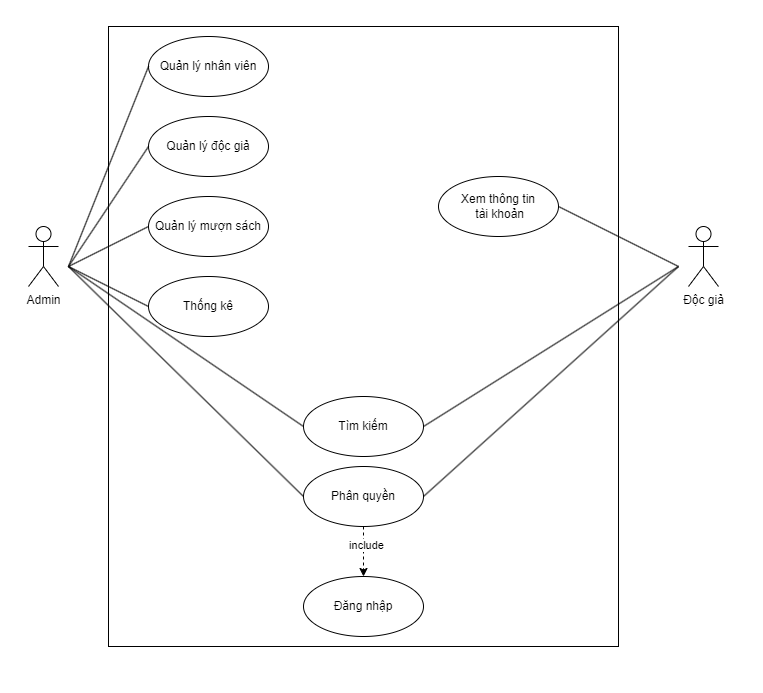 Quản lý nhân viên
Quản lý độc giả
Xem thông tin
tài khoản
Quản lý mượn sách
Admin
Độc giả
Thống kê
Tìm kiếm
Phân quyền
include
Đăng nhập